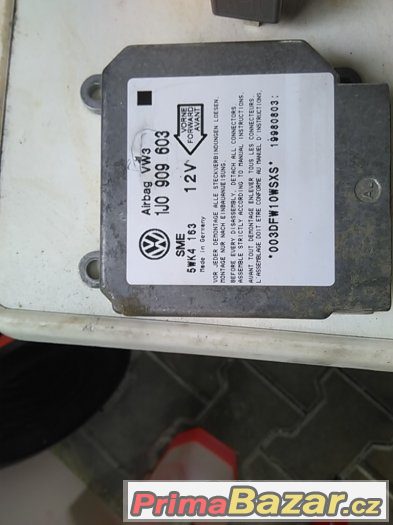 Airbag VW3
1J0 909 603
12V
VORNE
FORWARD
AVANT
SME
5WK4 163
Made in Germany
VOR JEDER DEMONTAGE ALLE STECKVERBINDUNGEN LOESEN.
MONTAGE NUR NACH EINBAUANWEISUNG.
BEFORE EVERY DISASSEMBLY, DETACH ALL CONNECTORS
ASSEMBLE STRICTLY ACCORDING TO MANUAL INSTRUCTIONS.
AVANT TOUT DEMONTAGE ENLEVER TOUS LES CONNECTEURS.
L'ASSEMBLAGE DOIT ETRE CONFORME AU MANUEL D'INSTRUCTIONS.
*003DFW10WSXS* 19980803:
PrimaBazar.cz